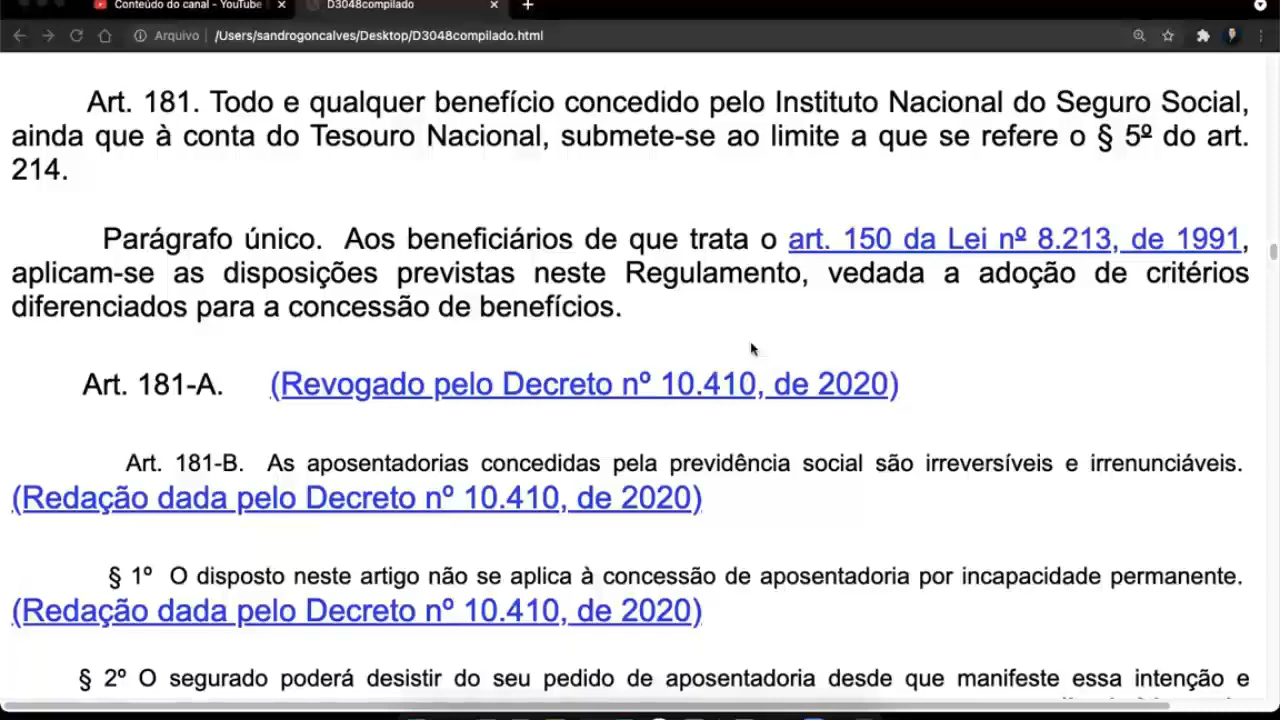 Conteúdo do canal - YouTube
D3048compilado
Arquivo | /Users/sandrogoncalves/Desktop/D3048compilado.html
Art. 181. Todo e qualquer benefício concedido pelo Instituto Nacional do Seguro Social,
ainda que à conta do Tesouro Nacional, submete-se ao limite a que se refere o § 5º do art.
214.
Parágrafo único. Aos beneficiários de que trata o art. 150 da Lei nº 8.213, de 1991,
aplicam-se as disposições previstas neste Regulamento, vedada a adoção de critérios
diferenciados para a concessão de benefícios.
Art. 181-A. (Revogado pelo Decreto nº 10.410, de 2020)
Art. 181-B. As aposentadorias concedidas pela previdência social são irreversíveis e irrenunciáveis.
(Redação dada pelo Decreto nº 10.410, de 2020)
§ 1º O disposto neste artigo não se aplica à concessão de aposentadoria por incapacidade permanente.
(Redação dada pelo Decreto nº 10.410, de 2020)
§ 2º O segurado poderá desistir do seu pedido de aposentadoria desde que manifeste essa intenção e